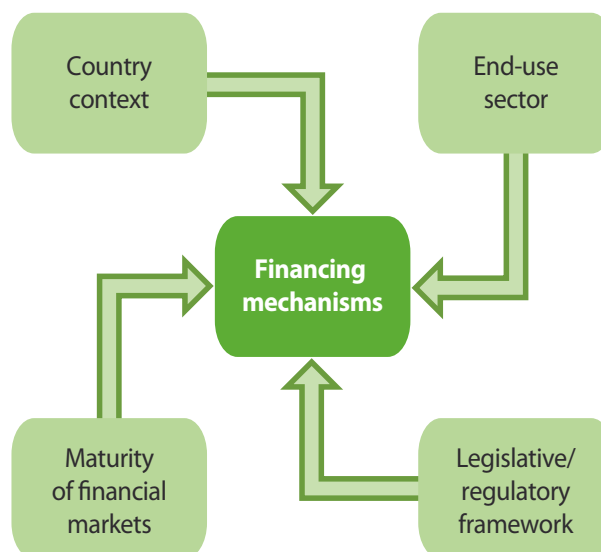 Country
context
End-use
sector
Financing
mechanisms
Maturity
of financial
markets
Legislative/
regulatory
framework